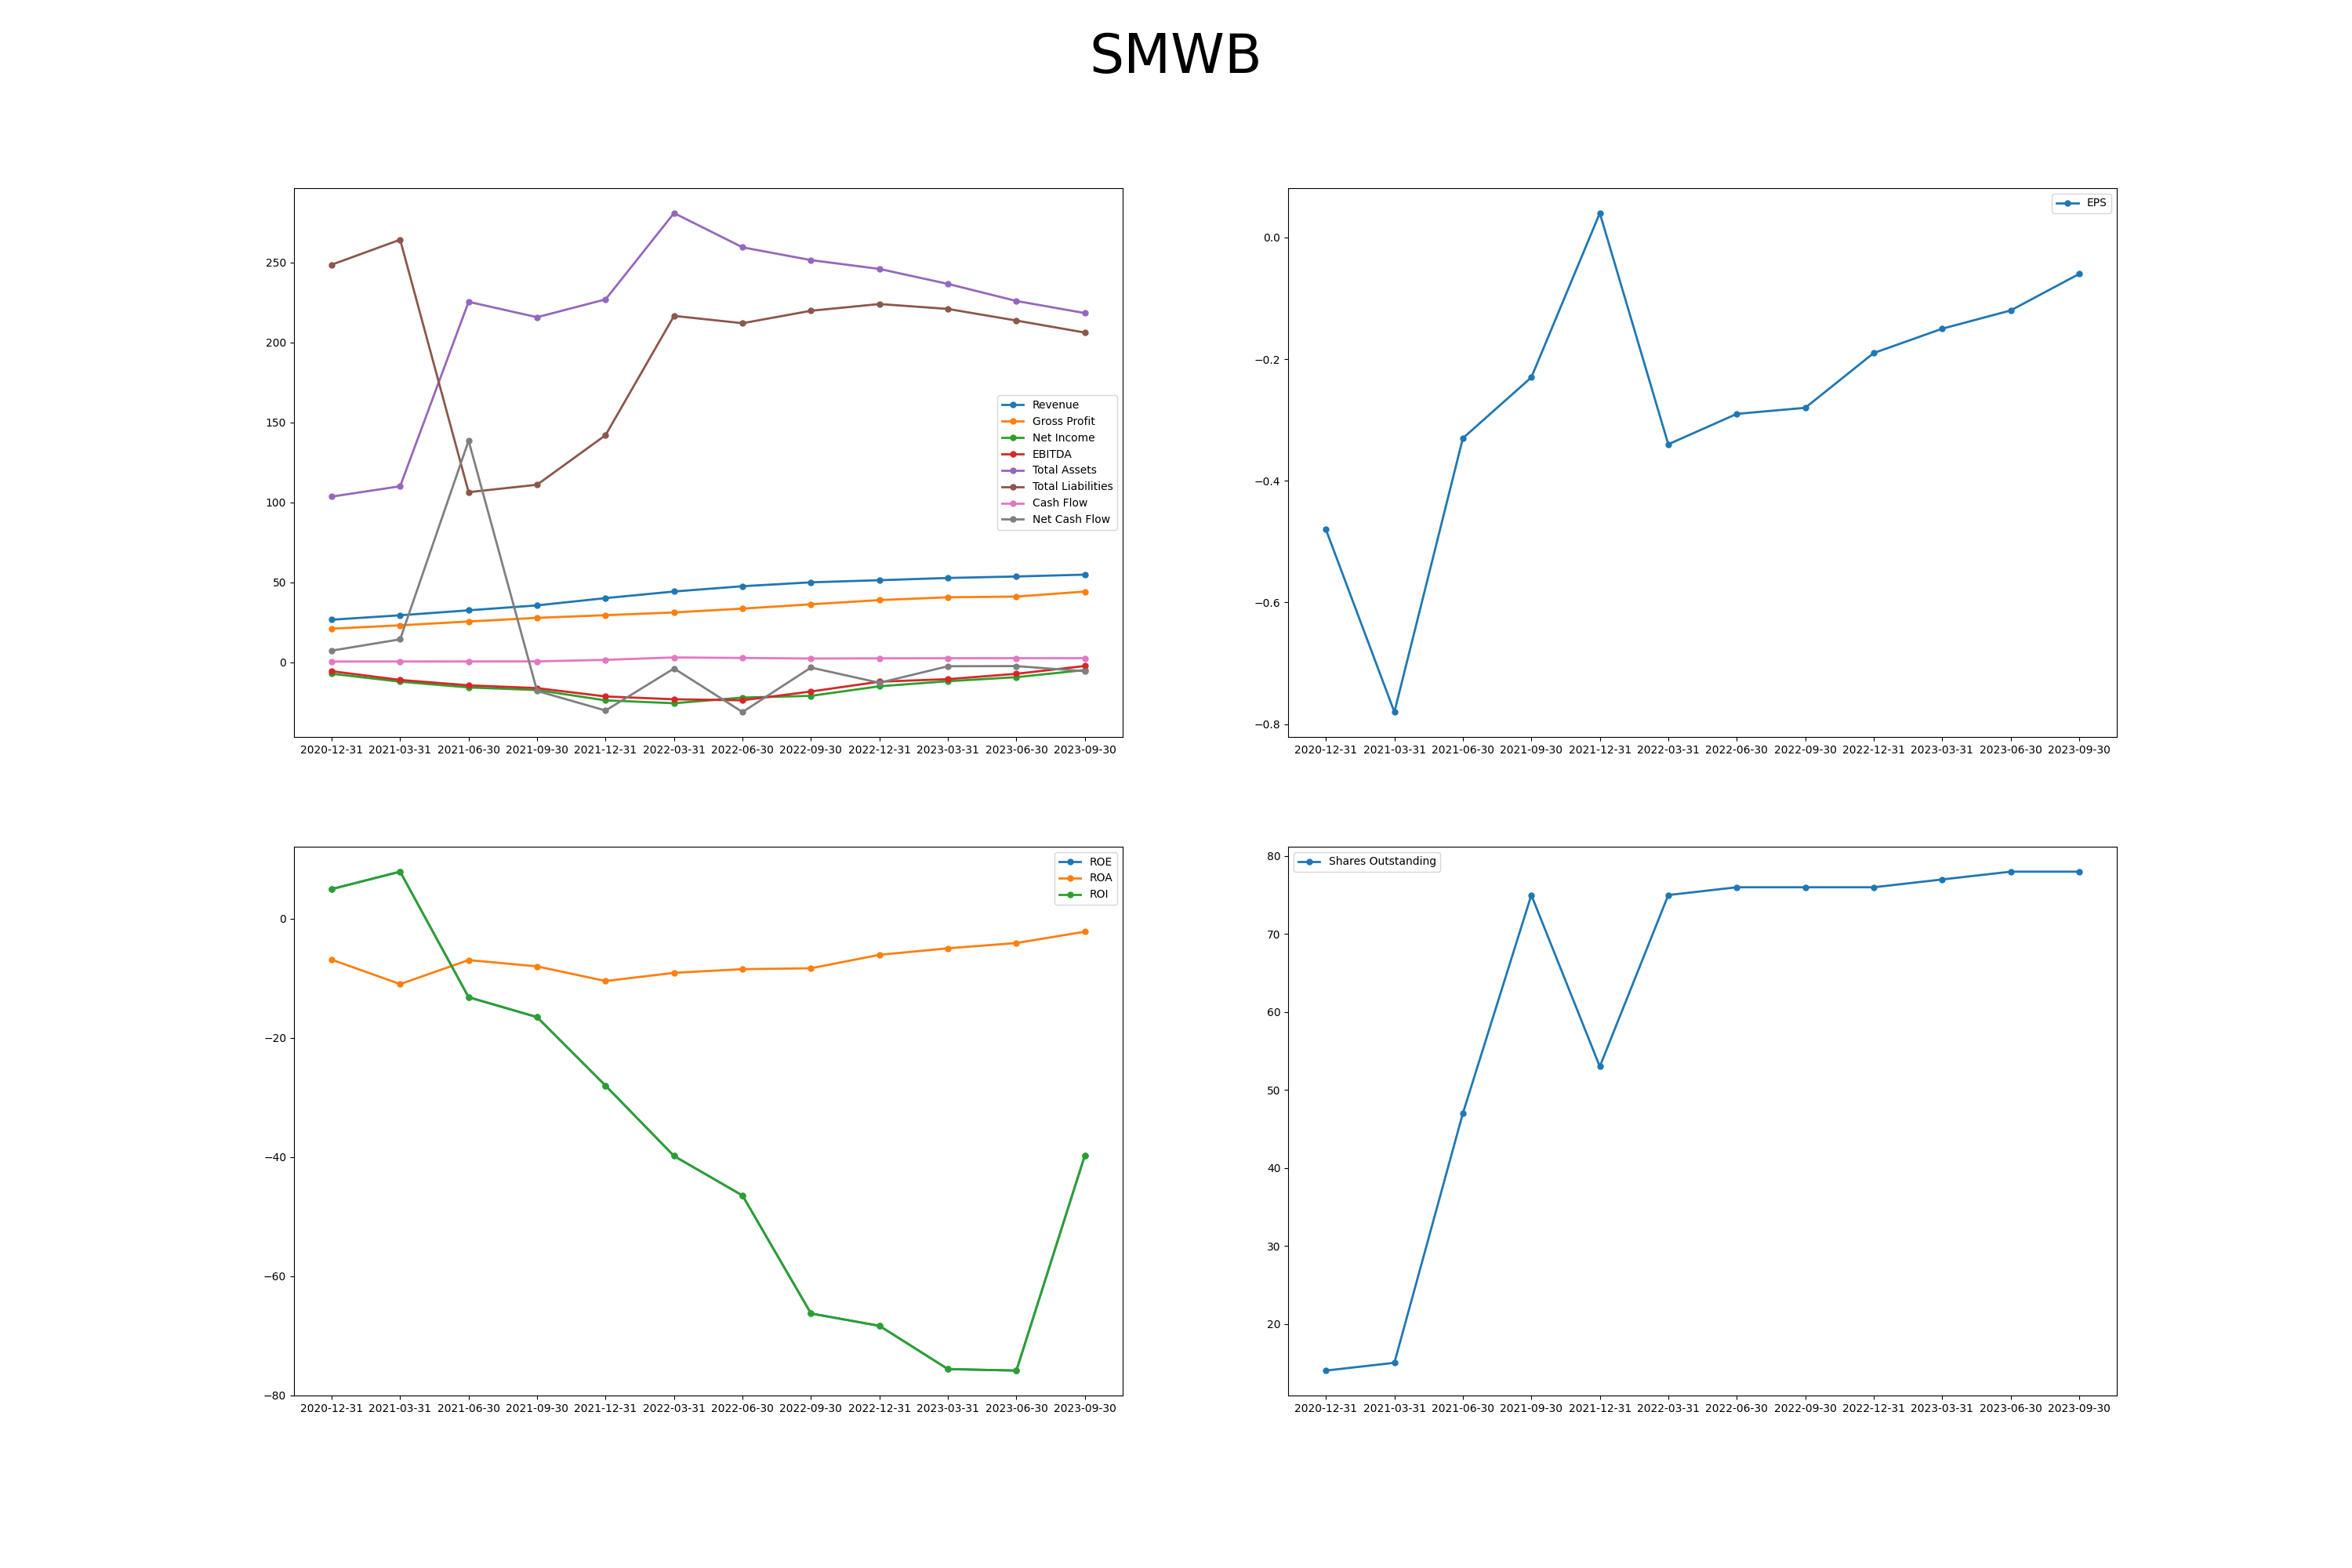 SMWB
250
200
150
100
50
0
Revenue
Gross Profit
Net Income
EBITDA
Total Assets
Total Liabilities
Cash Flow
Net Cash Flow
2020-12-31 2021-03-31 2021-06-30 2021-09-30 2021-12-31 2022-03-31 2022-06-30 2022-09-30 2022-12-31 2023-03-31 2023-06-30 2023-09-30
EPS
0.0
−0.2
−0.4
−0.6
−0.8
2020-12-31 2021-03-31 2021-06-30 2021-09-30 2021-12-31 2022-03-31 2022-06-30 2022-09-30 2022-12-31 2023-03-31 2023-06-30 2023-09-30
ROE
ROA
ROI
0
−20
−40
−60
−80
2020-12-31 2021-03-31 2021-06-30 2021-09-30 2021-12-31 2022-03-31 2022-06-30 2022-09-30 2022-12-31 2023-03-31 2023-06-30 2023-09-30
Shares Outstanding
80
70
60
50
40
30
20
2020-12-31 2021-03-31 2021-06-30 2021-09-30 2021-12-31 2022-03-31 2022-06-30 2022-09-30 2022-12-31 2023-03-31 2023-06-30 2023-09-30